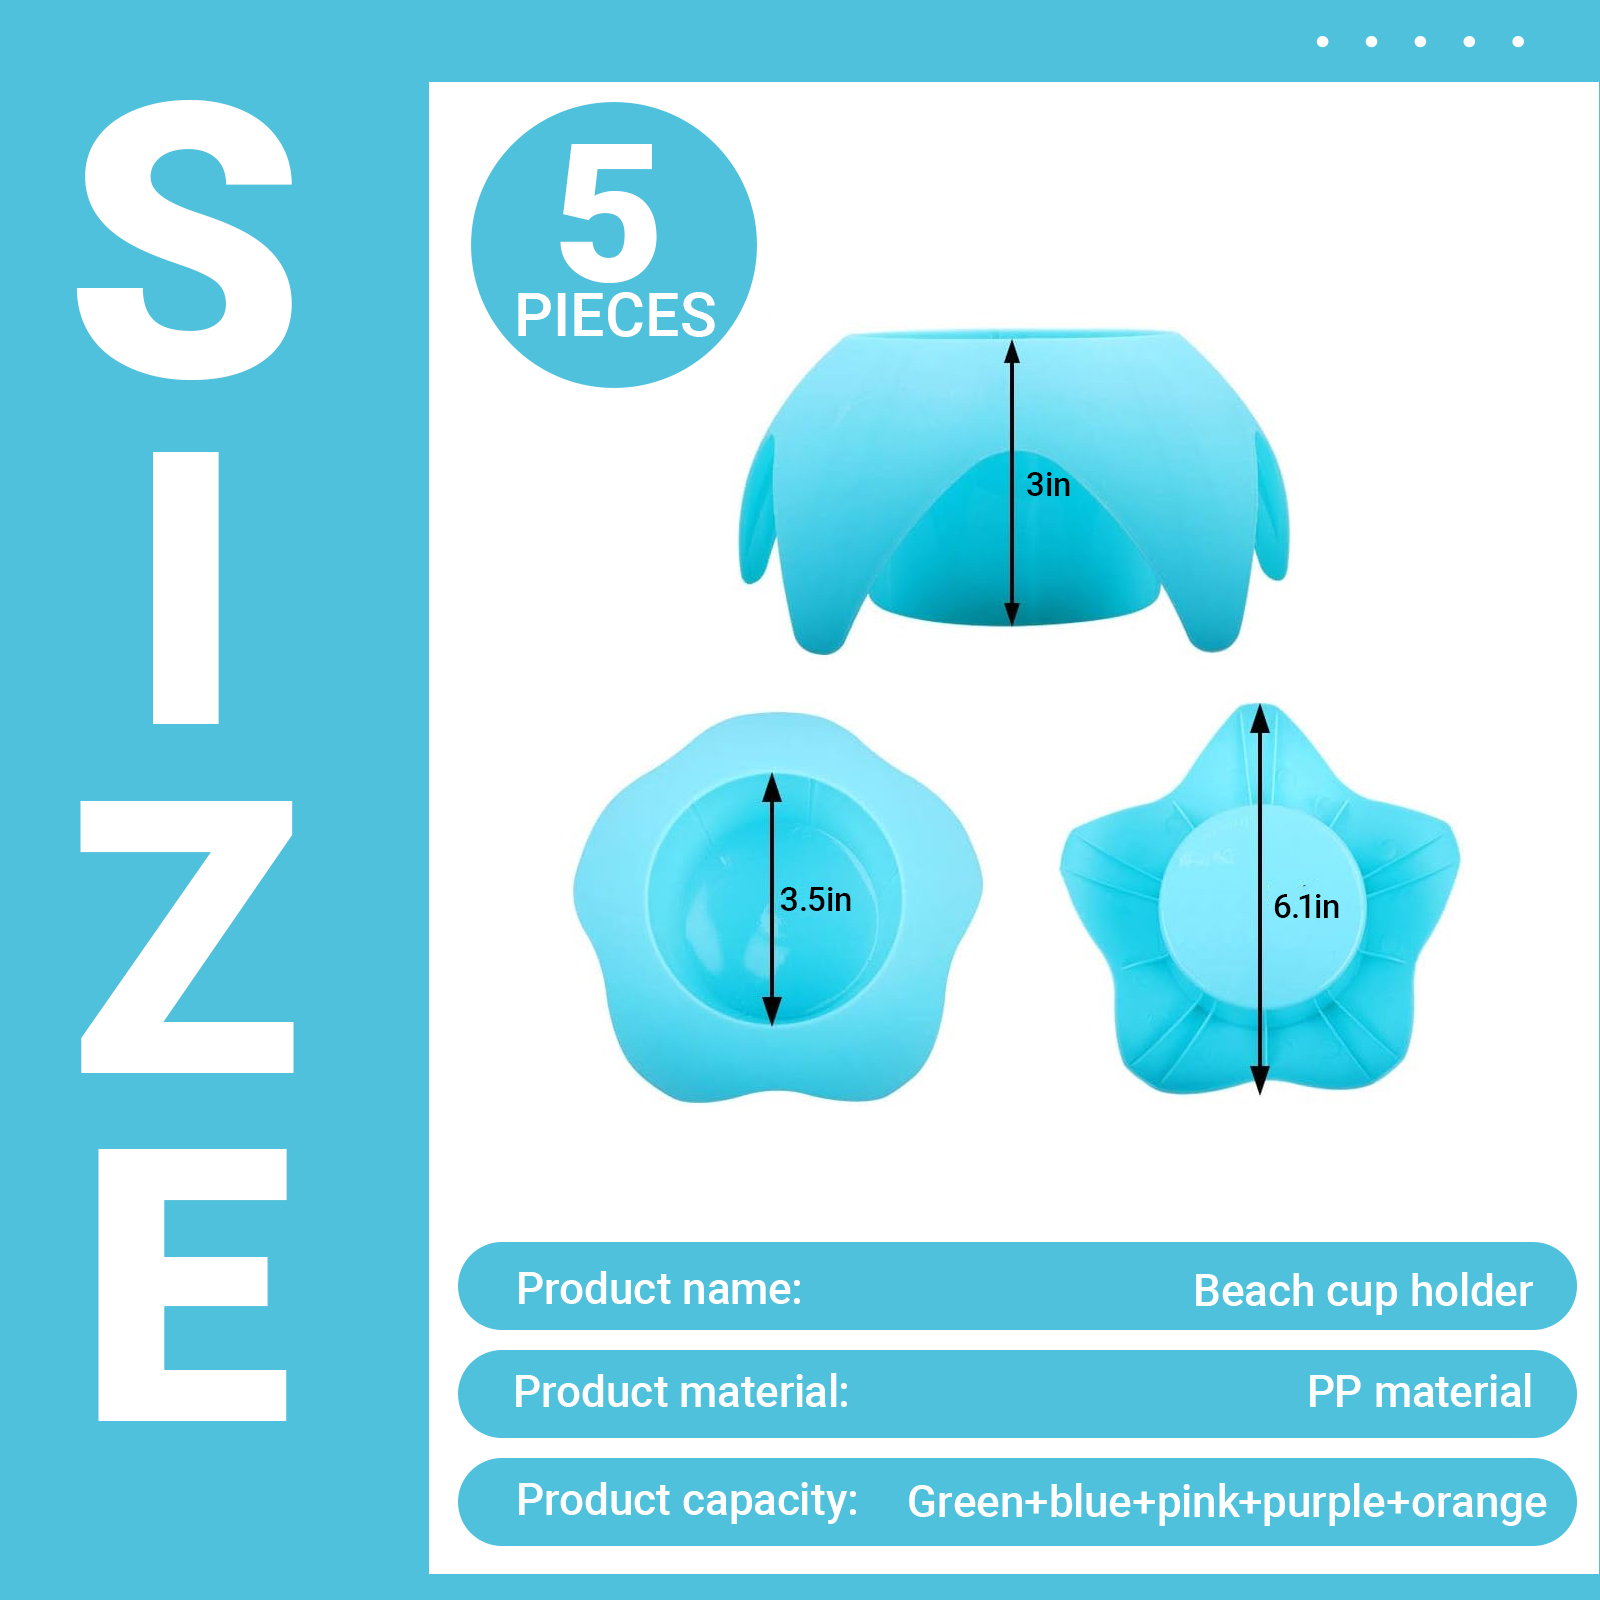 SIZE
5
PIECES
3in
3.5in
6.1in
Product name: Beach cup holder
Product material: PP material
Product capacity: Green+blue+pink+purple+orange